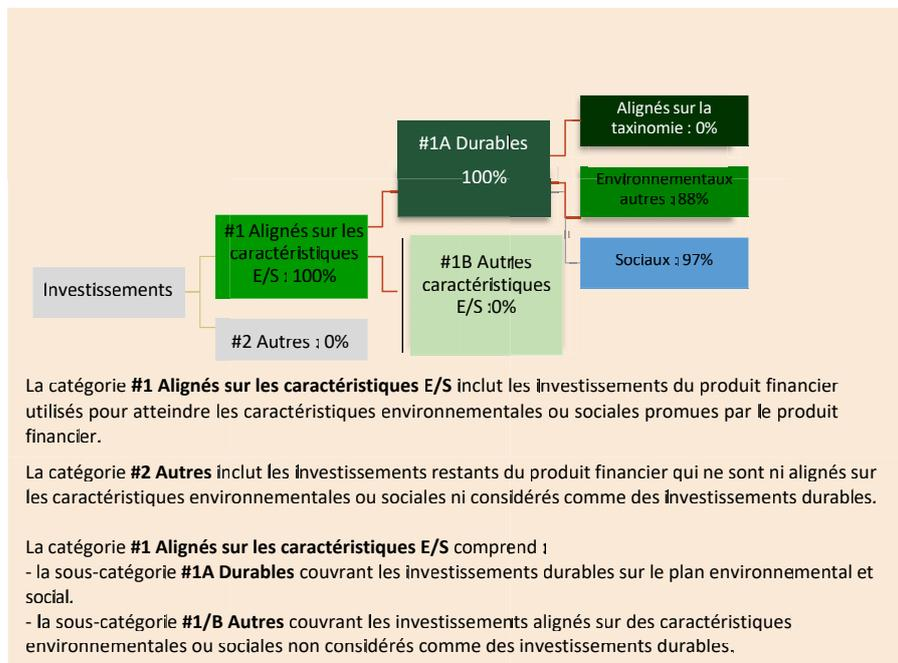 Alignés sur la
taxinomie : 0%
#1A Durables
100%
Environnementaux
autres : 88%
#1 Alignés sur les
caractéristiques
E/S : 100%
Sociaux : 97%
#1B Autres
caractéristiques
E/S :0%
Investissements
#2 Autres : 0%
La catégorie #1 Alignés sur les caractéristiques E/S inclut les investissements du produit financier
utilisés pour atteindre les caractéristiques environnementales ou sociales promues par le produit
financier.
La catégorie #2 Autres inclut les investissements restants du produit financier qui ne sont ni alignés sur
les caractéristiques environnementales ou sociales ni considérés comme des investissements durables.
La catégorie #1 Alignés sur les caractéristiques E/S comprend :
- la sous-catégorie #1A Durables couvrant les investissements durables sur le plan environnemental et
social.
- la sous-catégorie #1/B Autres couvrant les investissements alignés sur des caractéristiques
environnementales ou sociales non considérés comme des investissements durables.